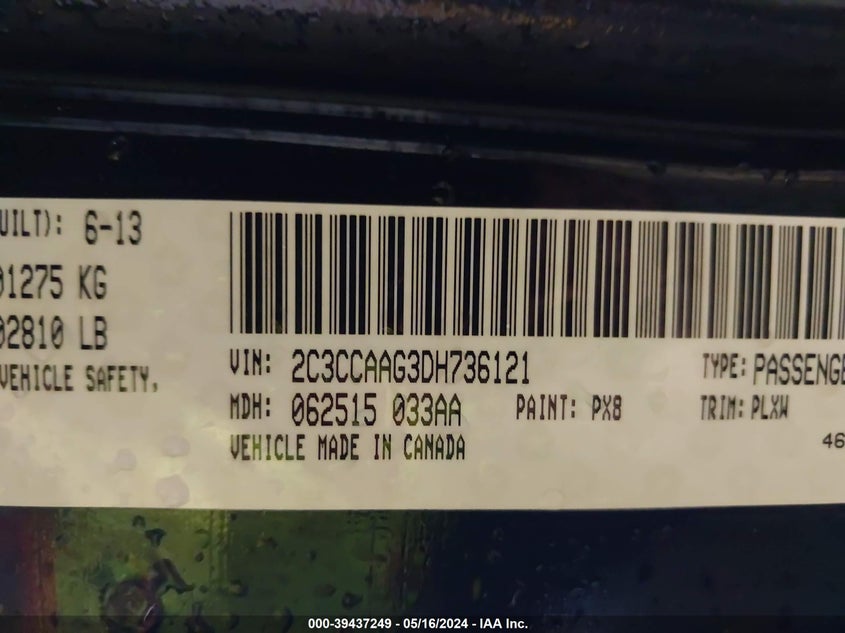 UILT): 6-13
01275 KG
02810 LB
VEHICLE SAFETY,
VIN: 2C3CCAAG3DH736121
TYPE: PASSENGE
MDH: 062515 033AA
PAINT: PX8
TRIM: PLXW
VEHICLE MADE IN CANADA
46
000-39437249 - 05/16/2024 - IAA Inc.